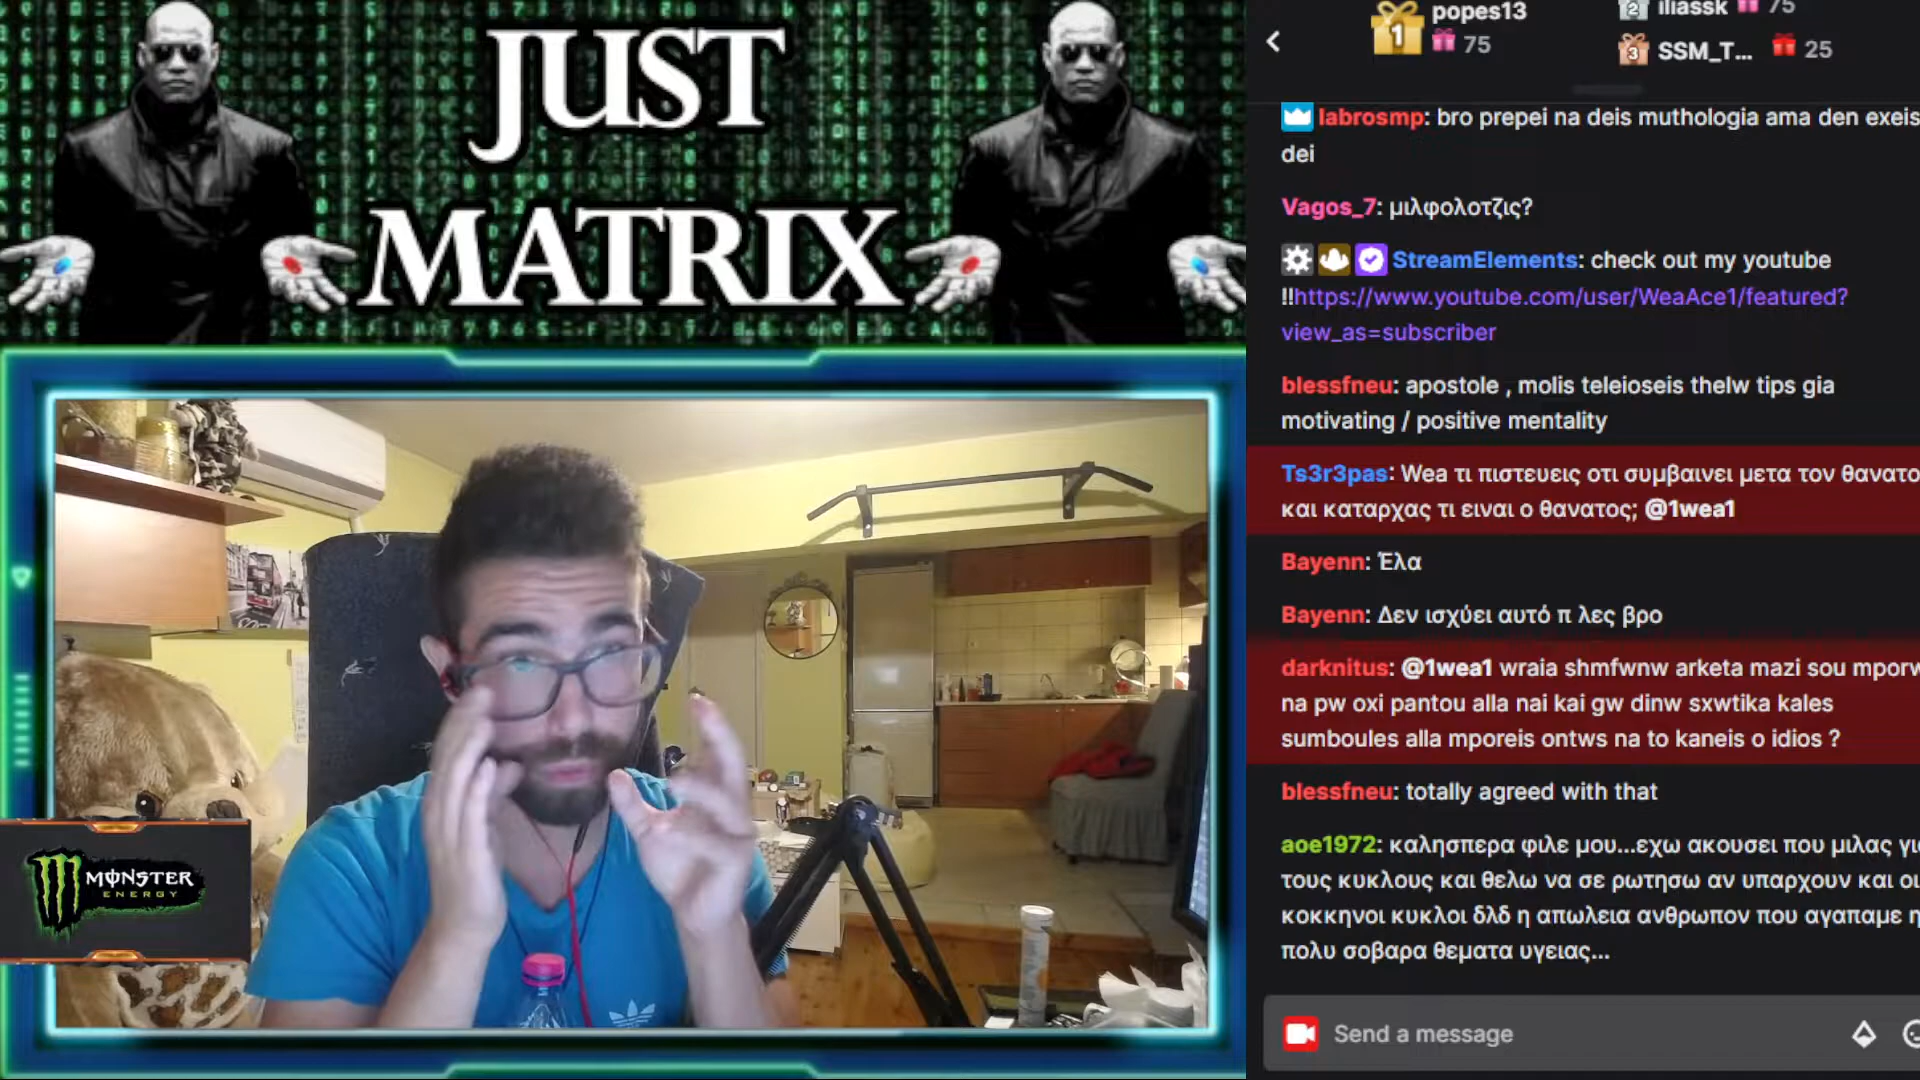 JUST
MATRIX
MONSTER
ENERGY
1 popes13
75
2 iliassk 75
3 SSM_T... 25
labrosmp: bro prepei na deis muthologia ama den exeis
dei
Vagos_7: μιλφολοτζις?
StreamElements: check out my youtube
!!https://www.youtube.com/user/WeaAce1/featured?
view_as=subscriber
blessfneu: apostole , molis teleioseis thelw tips gia
motivating / positive mentality
Ts3r3pas: Wea τι πιστευεις οτι συμβαινει μετα τον θανατο
και καταρχας τι ειναι ο θανατος; @1wea1
Bayenn: Έλα
Bayenn: Δεν ισχύει αυτό π λες βρο
darknitus: @1wea1 wraia shmfwnw arketa mazi sou mporw
na pw oxi pantou alla nai kai gw dinw sxwtika kales
sumboules alla mporeis ontws na to kaneis o idios ?
blessfneu: totally agreed with that
aoe1972: καλησπερα φιλε μου...εχω ακουσει που μιλας για
τους κυκλους και θελω να σε ρωτησω αν υπαρχουν και οι
κοκκηνοι κυκλοι δλδ η απωλεια ανθρωπον που αγαπαμε η
πολυ σοβαρα θεματα υγειας...
Send a message